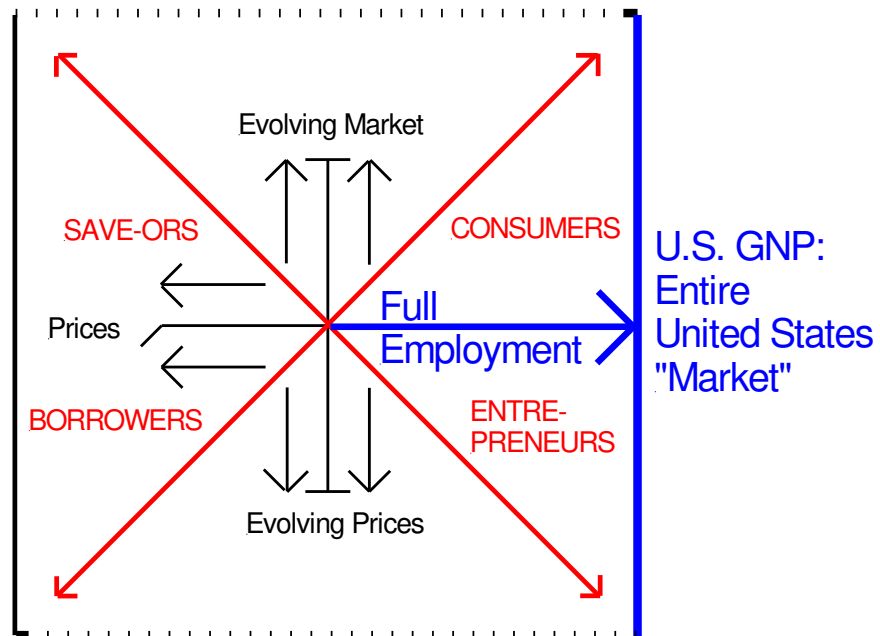 Evolving Market
SAVE-ORS
CONSUMERS
Prices
Full
Employment
U.S. GNP:
Entire
United States
"Market"
BORROWERS
ENTRE-
PRENEURS
Evolving Prices